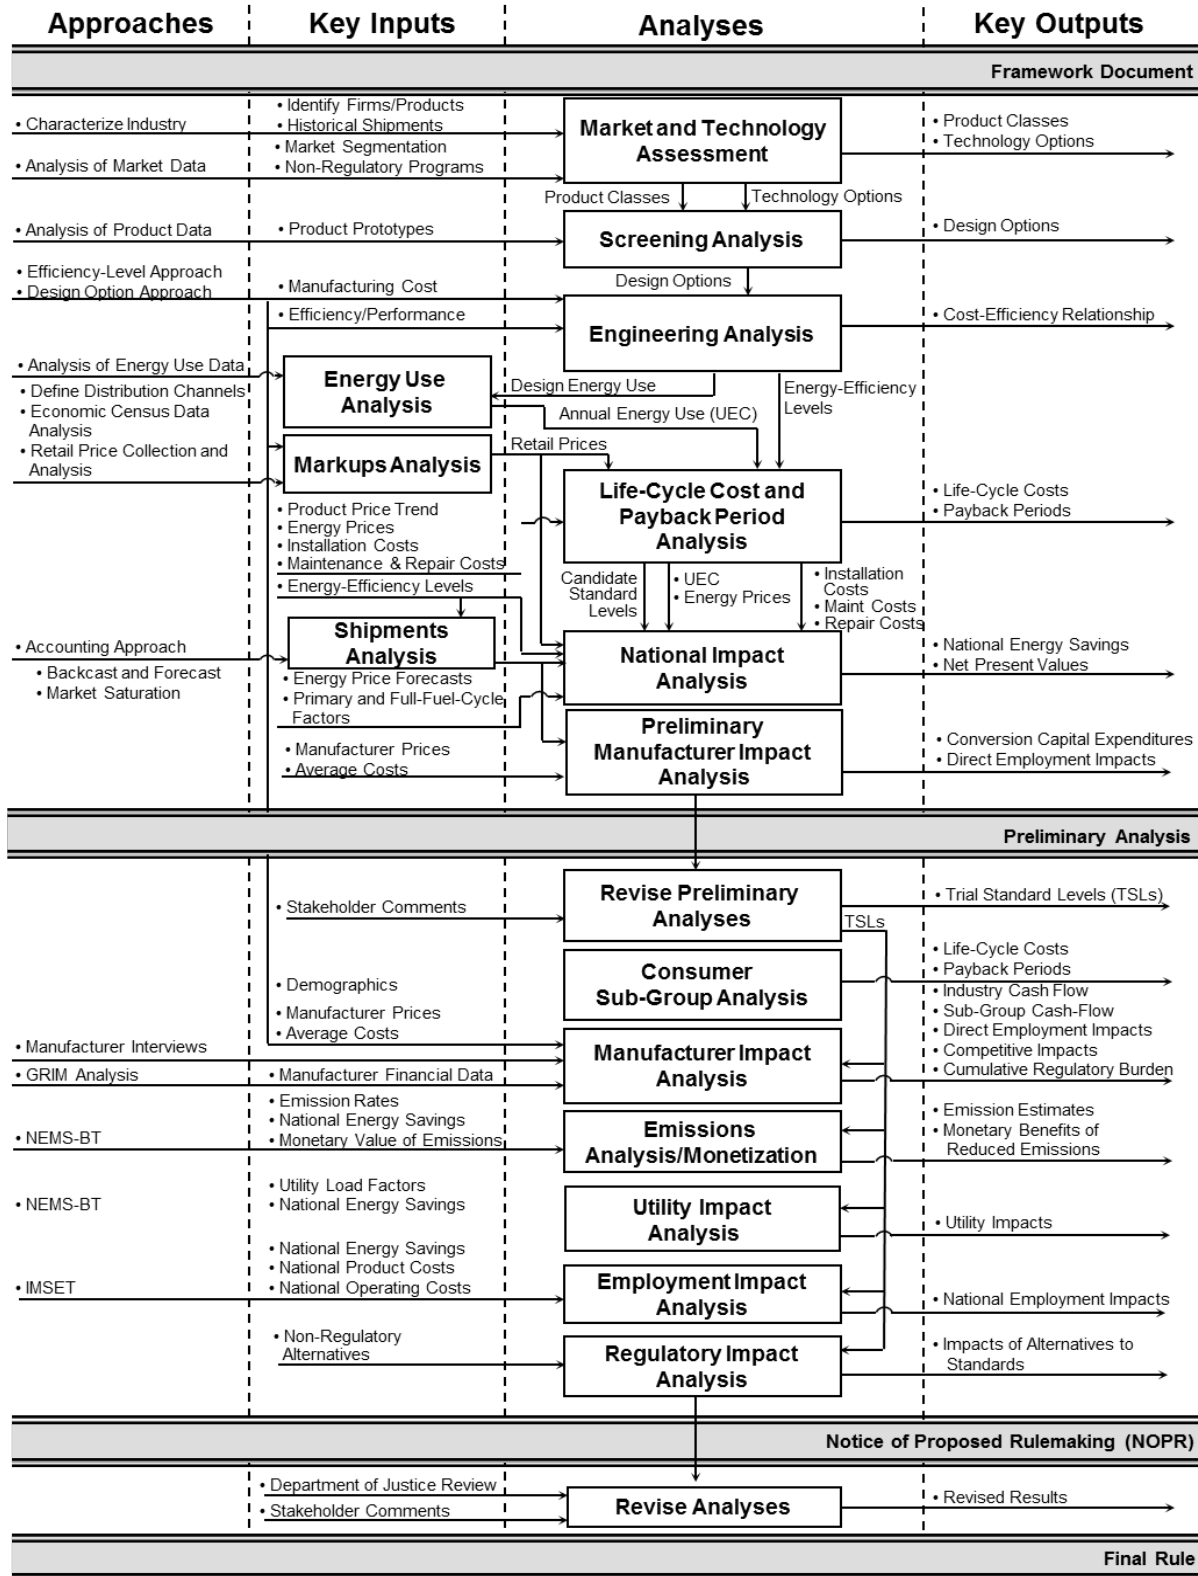 Approaches
Key Inputs
Analyses
Key Outputs
Framework Document
• Characterize Industry
• Analysis of Market Data
• Identify Firms/Products
• Historical Shipments
• Market Segmentation
• Non-Regulatory Programs
Market and Technology
Assessment
• Product Classes
• Technology Options
Product Classes
Technology Options
• Analysis of Product Data
• Product Prototypes
Screening Analysis
• Design Options
Design Options
• Efficiency-Level Approach
• Design Option Approach
• Manufacturing Cost
• Efficiency/Performance
Engineering Analysis
• Cost-Efficiency Relationship
• Analysis of Energy Use Data
Energy Use
Analysis
Design Energy Use
Energy-Efficiency
Levels
Annual Energy Use (UEC)
• Define Distribution Channels
• Economic Census Data
Analysis
• Retail Price Collection and
Analysis
Markups Analysis
Retail Prices
• Product Price Trend
• Energy Prices
• Installation Costs
• Maintenance & Repair Costs
Life-Cycle Cost and
Payback Period
Analysis
• Life-Cycle Costs
• Payback Periods
• Energy-Efficiency Levels
Candidate
Standard
Levels
• UEC
• Energy Prices
• Installation
Costs
• Maint Costs
• Repair Costs
• Accounting Approach
• Backcast and Forecast
• Market Saturation
Shipments
Analysis
• Energy Price Forecasts
• Primary and Full-Fuel-Cycle
Factors
National Impact
Analysis
• National Energy Savings
• Net Present Values
• Manufacturer Prices
• Average Costs
Preliminary
Manufacturer Impact
Analysis
• Conversion Capital Expenditures
• Direct Employment Impacts
Preliminary Analysis
• Stakeholder Comments
Revise Preliminary
Analyses
• Trial Standard Levels (TSLs)
TSLs
• Demographics
Consumer
Sub-Group Analysis
• Life-Cycle Costs
• Payback Periods
• Manufacturer Prices
• Average Costs
• Manufacturer Interviews
• GRIM Analysis
• Manufacturer Financial Data
Manufacturer Impact
Analysis
• Industry Cash Flow
• Sub-Group Cash-Flow
• Direct Employment Impacts
• Competitive Impacts
• Cumulative Regulatory Burden
• NEMS-BT
• Emission Rates
• National Energy Savings
• Monetary Value of Emissions
Emissions
Analysis/Monetization
• Emission Estimates
• Monetary Benefits of
Reduced Emissions
• NEMS-BT
• Utility Load Factors
• National Energy Savings
Utility Impact
Analysis
• Utility Impacts
• IMSET
• National Energy Savings
• National Product Costs
• National Operating Costs
Employment Impact
Analysis
• National Employment Impacts
• Non-Regulatory
Alternatives
Regulatory Impact
Analysis
• Impacts of Alternatives to
Standards
Notice of Proposed Rulemaking (NOPR)
• Department of Justice Review
• Stakeholder Comments
Revise Analyses
• Revised Results
Final Rule